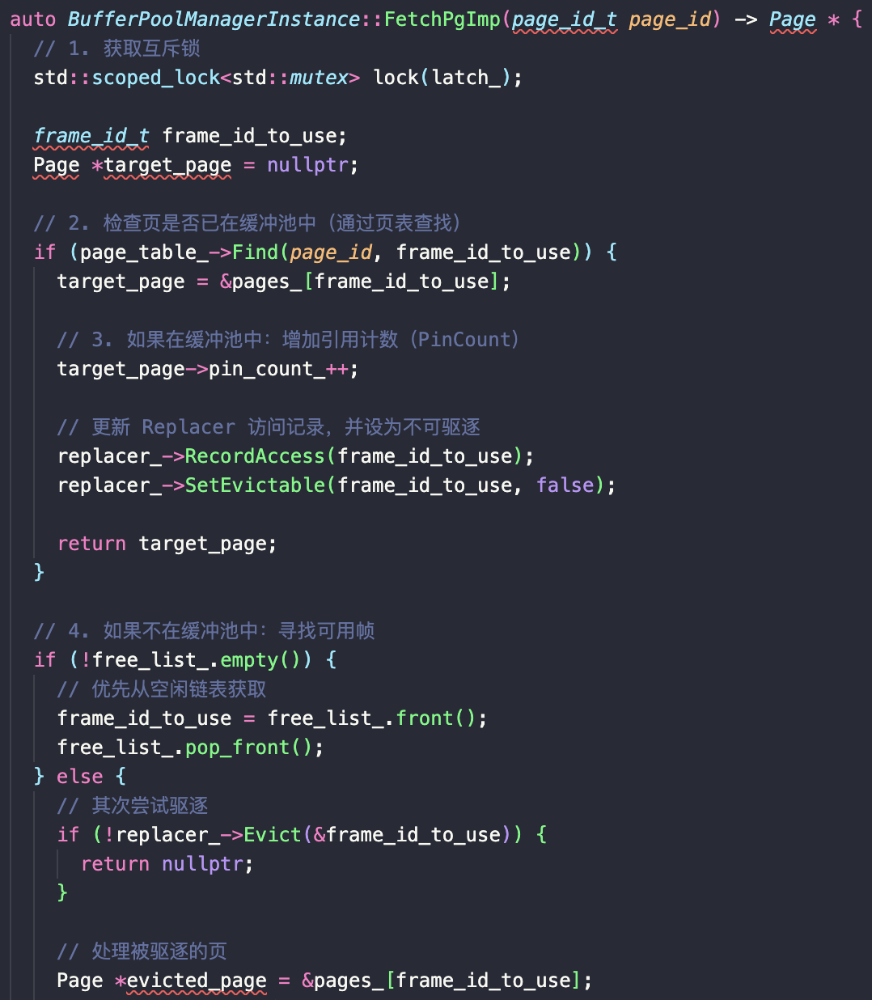 auto BufferPoolManagerInstance::FetchPgImp(page_id_t page_id) -> Page * {
// 1. 获取互斥锁
std::scoped_lock<std::mutex> lock(latch_);
frame_id_t frame_id_to_use;
Page *target_page = nullptr;
// 2. 检查页是否已在缓冲池中（通过页表查找）
if (page_table_->Find(page_id, frame_id_to_use)) {
target_page = &pages_[frame_id_to_use];
// 3. 如果在缓冲池中：增加引用计数（PinCount）
target_page->pin_count_++;
// 更新 Replacer 访问记录，并设为不可驱逐
replacer_->RecordAccess(frame_id_to_use);
replacer_->SetEvictable(frame_id_to_use, false);
return target_page;
}
// 4. 如果不在缓冲池中：寻找可用帧
if (!free_list_.empty()) {
// 优先从空闲链表获取
frame_id_to_use = free_list_.front();
free_list_.pop_front();
} else {
// 其次尝试驱逐
if (!replacer_->Evict(&frame_id_to_use)) {
return nullptr;
}
// 处理被驱逐的页
Page *evicted_page = &pages_[frame_id_to_use];